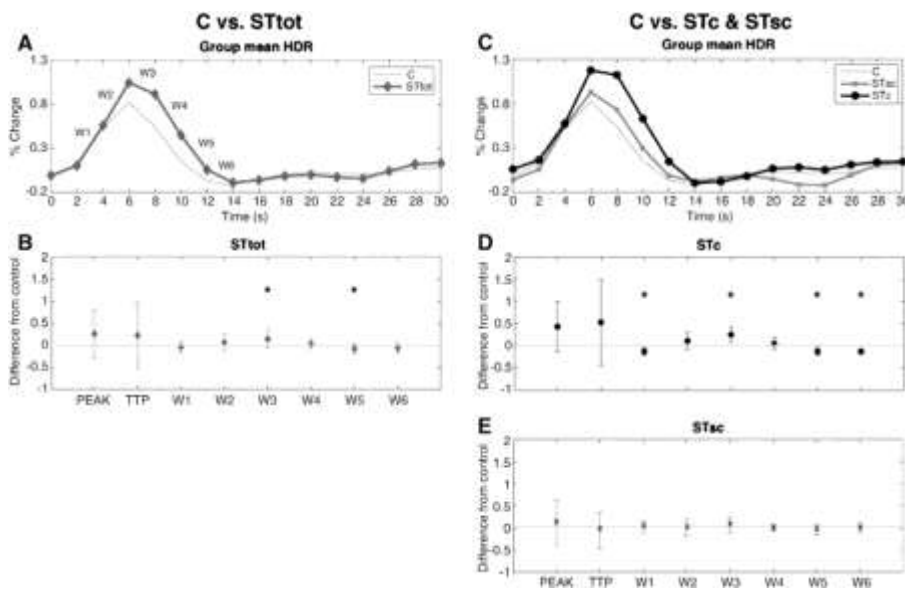 C vs. STtot
A
Group mean HDR
1.3
0.8
0.3
-0.2
% Change
W1
W2
W3
W4
W5
W6
C
STtot
0 2 4 6 8 10 12 14 16 18 20 22 24 26 28 30
Time (s)
B
STtot
2
1.5
1
0.5
0
-0.5
-1
Difference from control
PEAK TTP W1 W2 W3 W4 W5 W6
C vs. STc & STsc
C
Group mean HDR
1.3
0.8
0.3
-0.2
% Change
C
STsc
STc
0 2 4 6 8 10 12 14 16 18 20 22 24 26 28 30
Time (s)
D
STc
2
1.5
1
0.5
0
-0.5
-1
Difference from control
E
STsc
2
1.5
1
0.5
0
-0.5
-1
Difference from control
PEAK TTP W1 W2 W3 W4 W5 W6